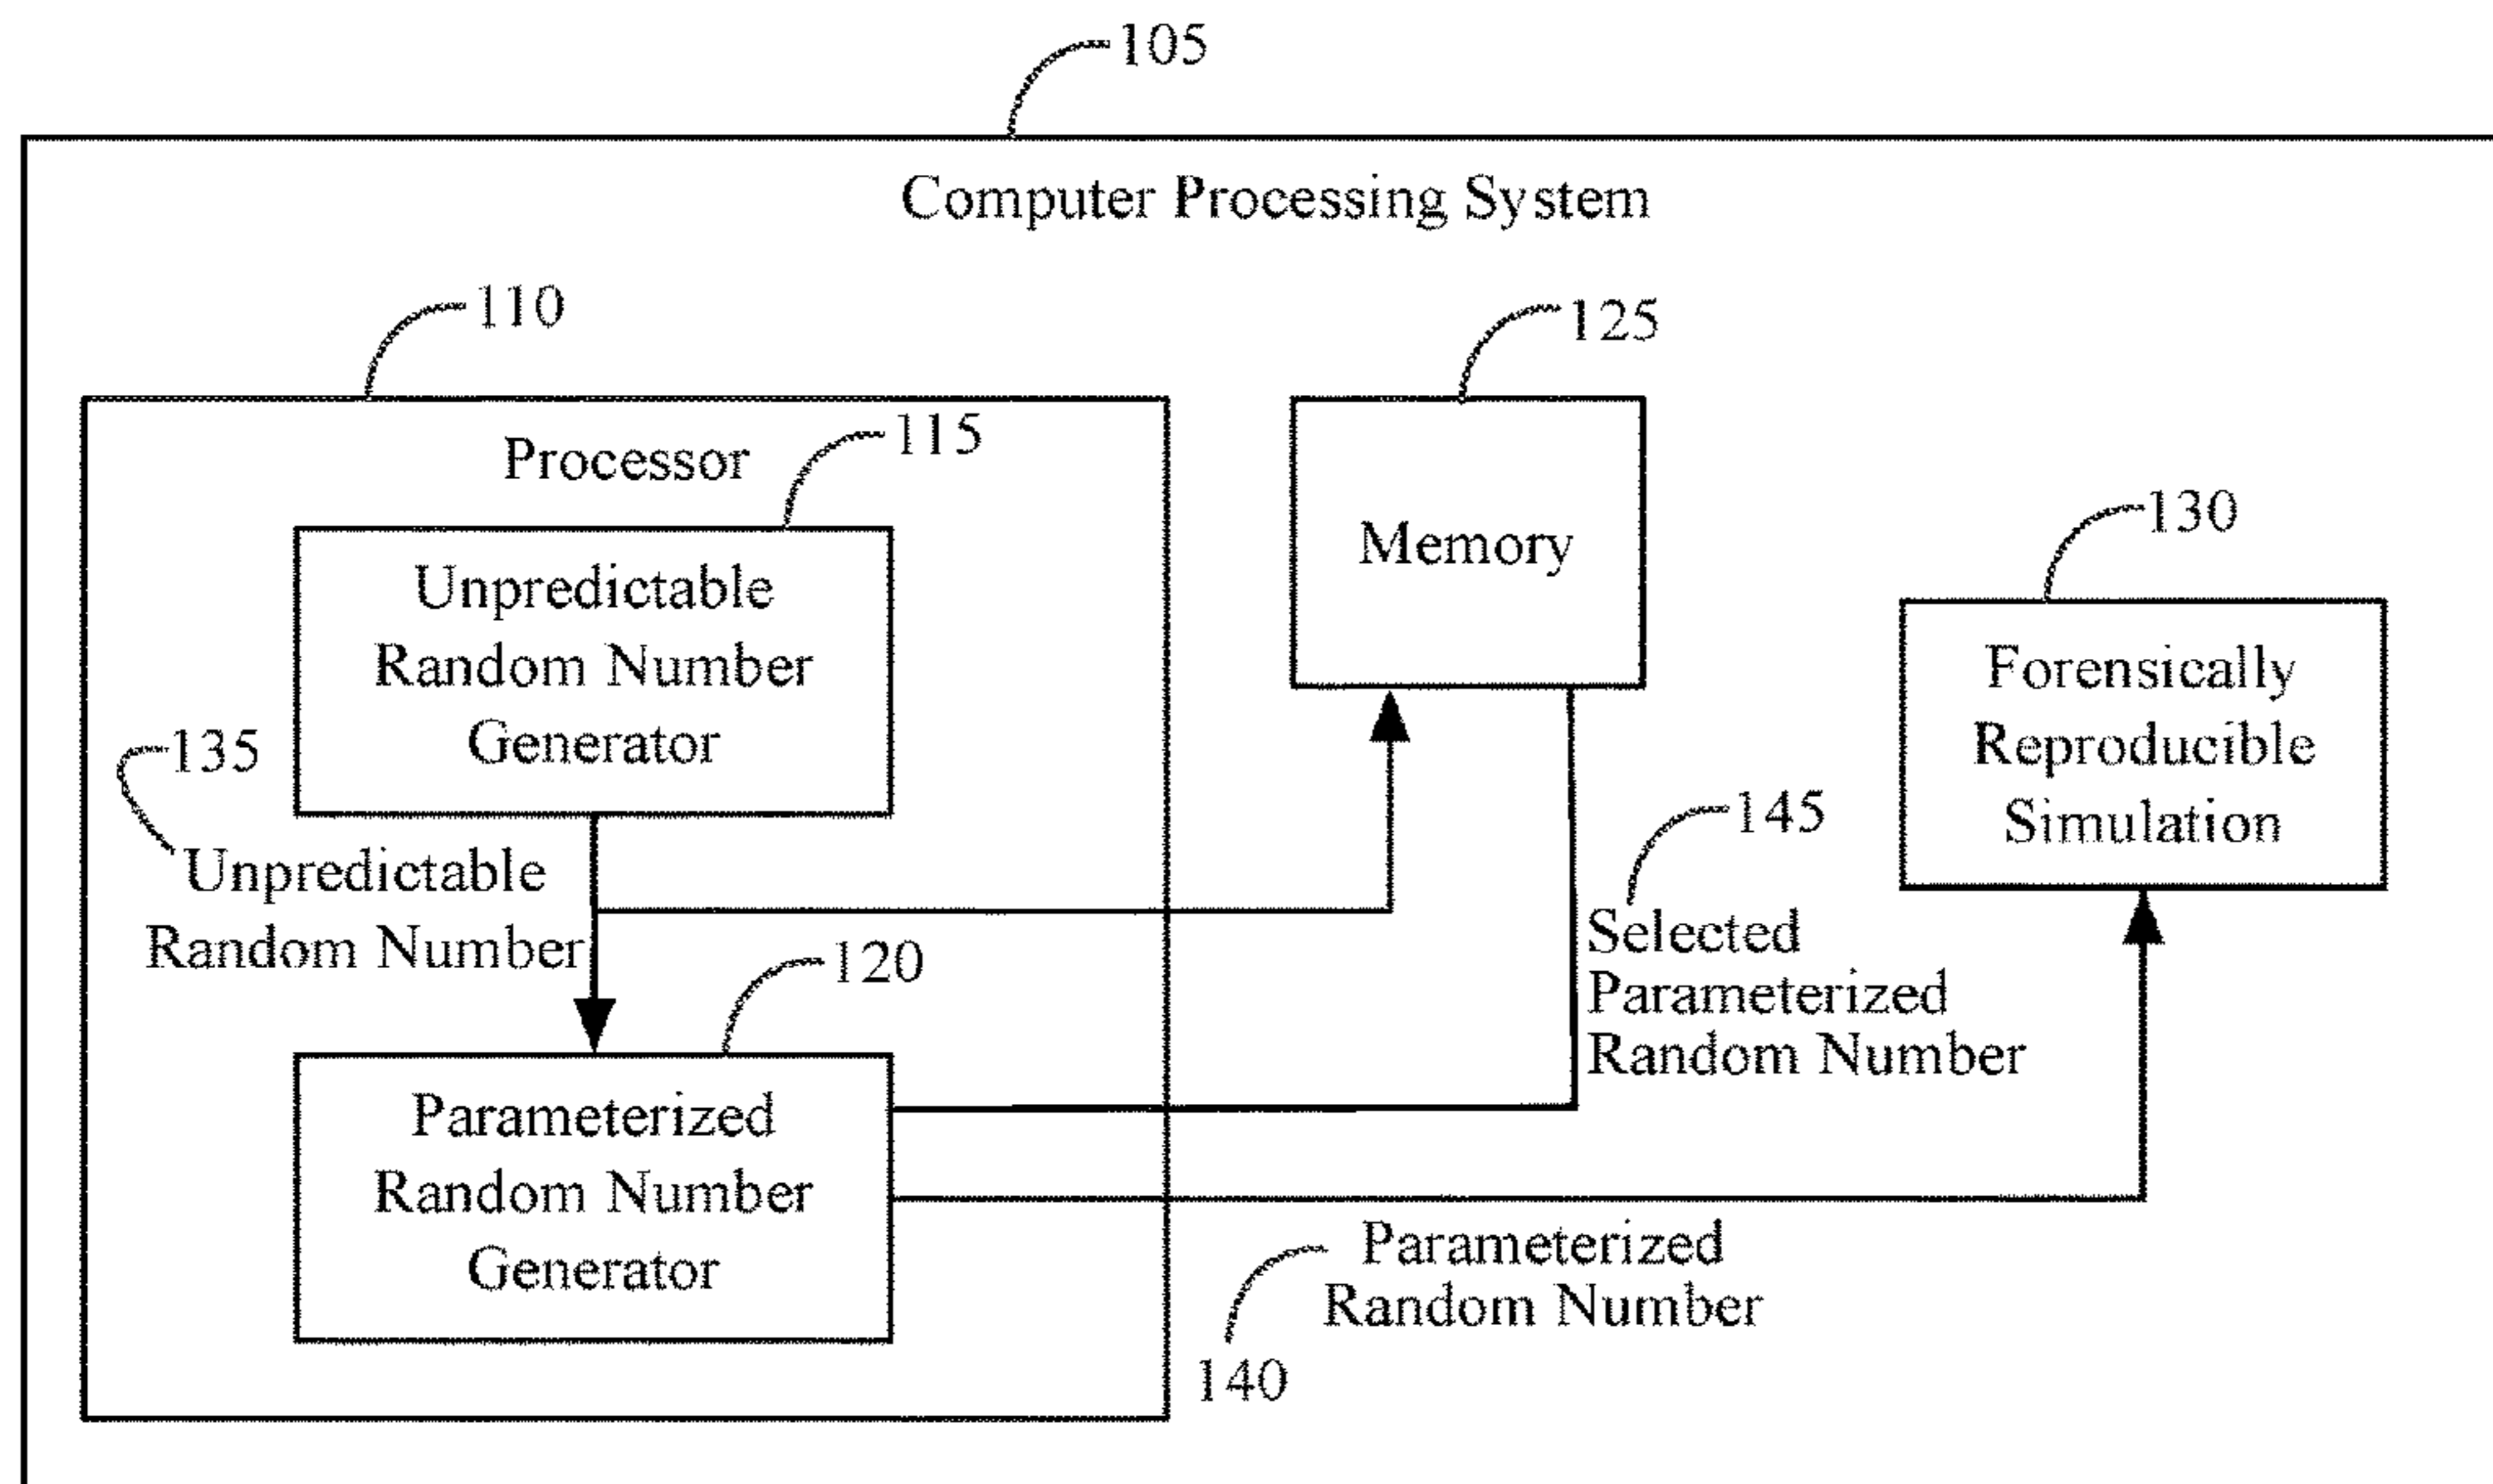 105
Computer Processing System
110
125
Processor
115
Memory
130
Unpredictable
Random Number
Generator
Forensically
Reproducible
Simulation
135
145
Unpredictable
Random Number
Selected
Parameterized
Random Number
120
Parameterized
Random Number
Generator
Parameterized
Random Number
140